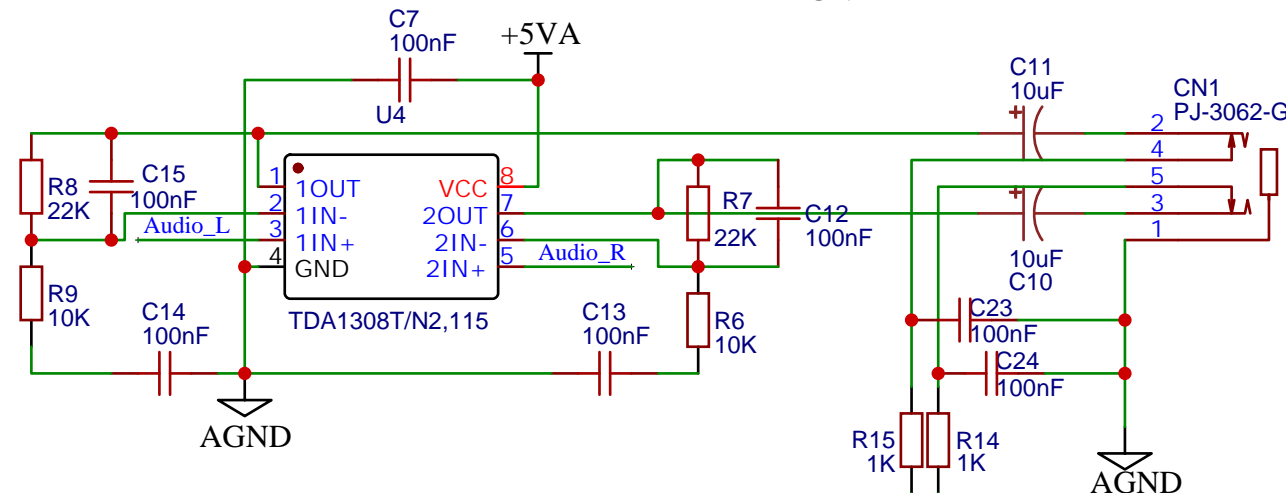 C7
100nF
+5VA
U4
C11
10uF
CN1
PJ-3062-G
2
4
5
3
1
R8
22K
C15
100nF
1
1OUT
2
1IN-
3
1IN+
4
GND
VCC
8
2OUT
7
2IN-
6
2IN+
5
Audio_L
Audio_R
R7
22K
C12
100nF
10uF
C10
R9
10K
C14
100nF
TDA1308T/N2,115
C13
100nF
R6
10K
C23
100nF
C24
100nF
AGND
R15
1K
R14
1K
AGND